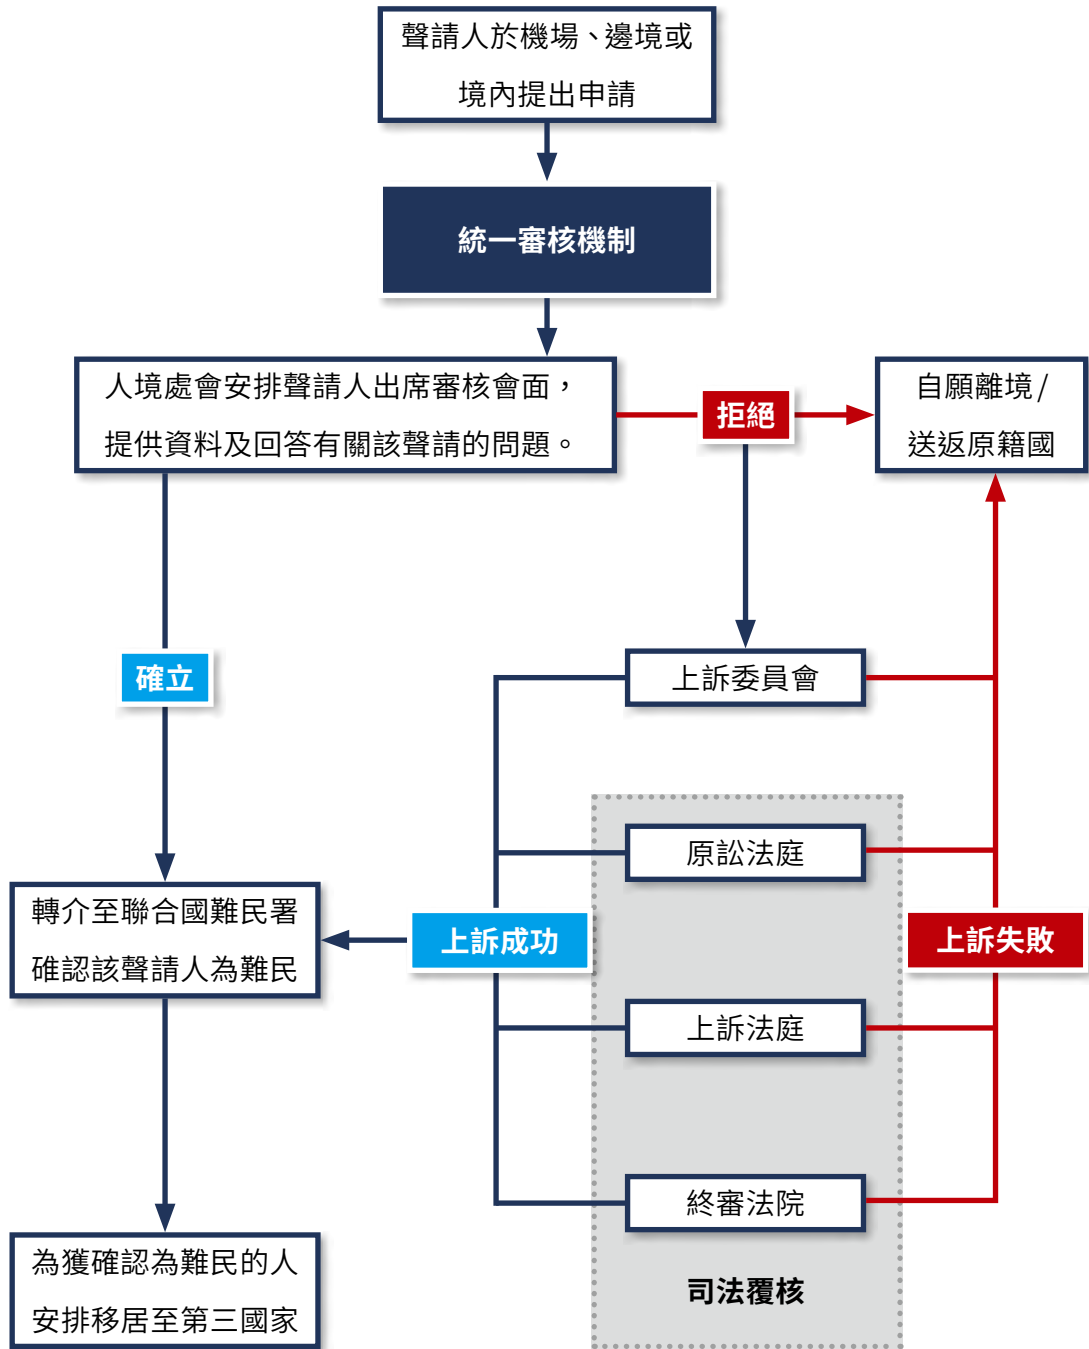 聲請人於機場、邊境或
境內提出申請
統一審核機制
人境處會安排聲請人出席審核會面，
提供資料及回答有關該聲請的問題。
拒絕
自願離境/
送返原籍國
確立
上訴委員會
原訟法庭
轉介至聯合國難民署
確認該聲請人為難民
上訴成功
上訴失敗
上訴法庭
終審法院
為獲確認為難民的人
安排移居至第三國家
司法覆核